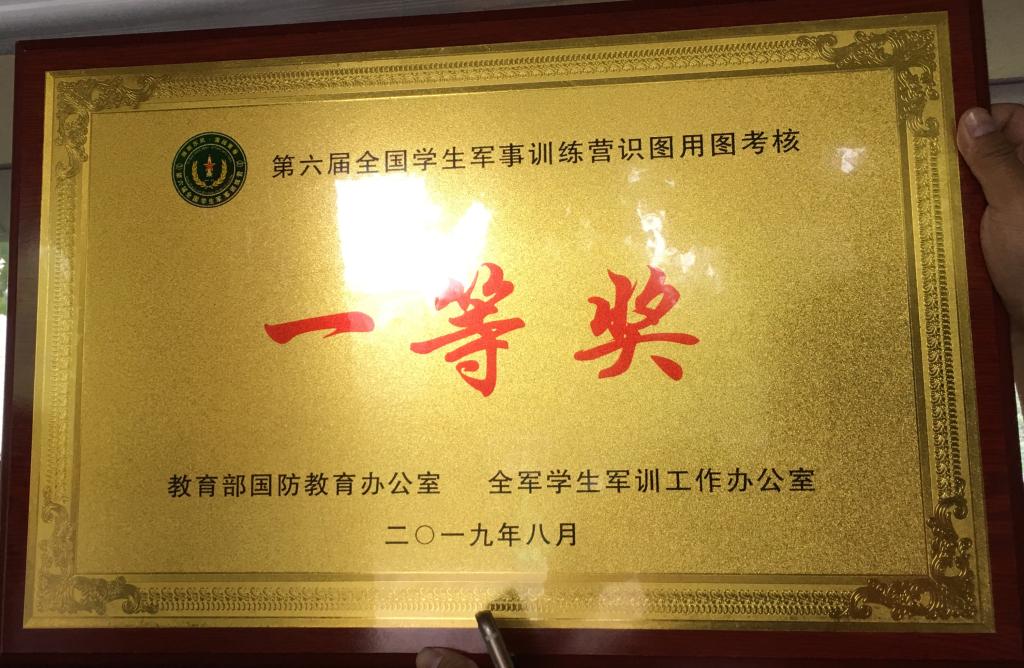 第六届全国学生军事训练营识图用图考核
一等奖
教育部国防教育办公室 全军学生军训工作办公室
二〇一九年八月